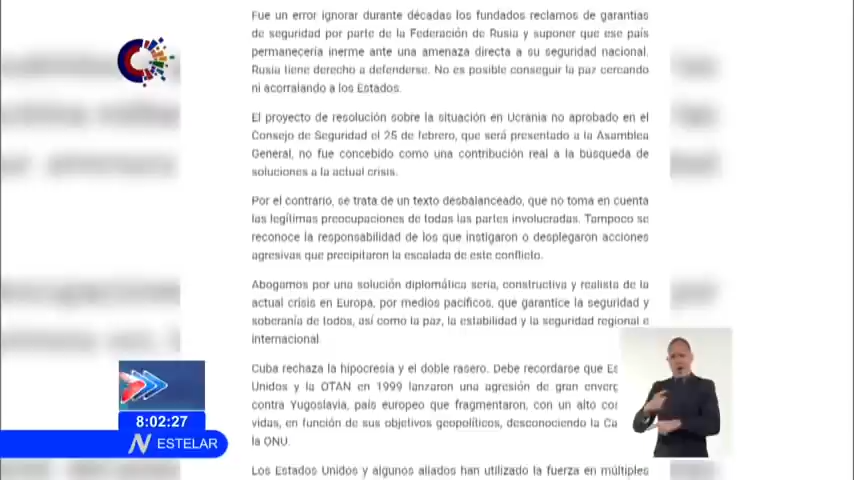 Fue un error ignorar durante décadas los fundados reclamos de garantías
de seguridad por parte de la Federación de Rusia y suponer que ese país
permanecería inerme ante una amenaza directa a su seguridad nacional.
Rusia tiene derecho a defenderse. No es posible conseguir la paz cercando
ni acorralando a los Estados.
El proyecto de resolución sobre la situación en Ucrania no aprobado en el
Consejo de Seguridad el 25 de febrero, que será presentado a la Asamblea
General, no fue concebido como una contribución real a la búsqueda de
soluciones a la actual crisis.
Por el contrario, se trata de un texto desbalanceado, que no toma en cuenta
las legítimas preocupaciones de todas las partes involucradas. Tampoco se
reconoce la responsabilidad de los que instigaron o desplegaron acciones
agresivas que precipitaron la escalada de este conflicto.
Abogamos por una solución diplomática seria, constructiva y realista de la
actual crisis en Europa, por medios pacíficos, que garantice la seguridad y
soberanía de todos, así como la paz, la estabilidad y la seguridad regional e
internacional.
Cuba rechaza la hipocresía y el doble rasero. Debe recordarse que Es
Unidos y la OTAN en 1999 lanzaron una agresión de gran enverg
contra Yugoslavia, país europeo que fragmentaron, con un alto cos
vidas, en función de sus objetivos geopolíticos, desconociendo la Ca
la ONU.
Los Estados Unidos y algunos aliados han utilizado la fuerza en múltiples
8:02:27
N ESTELAR